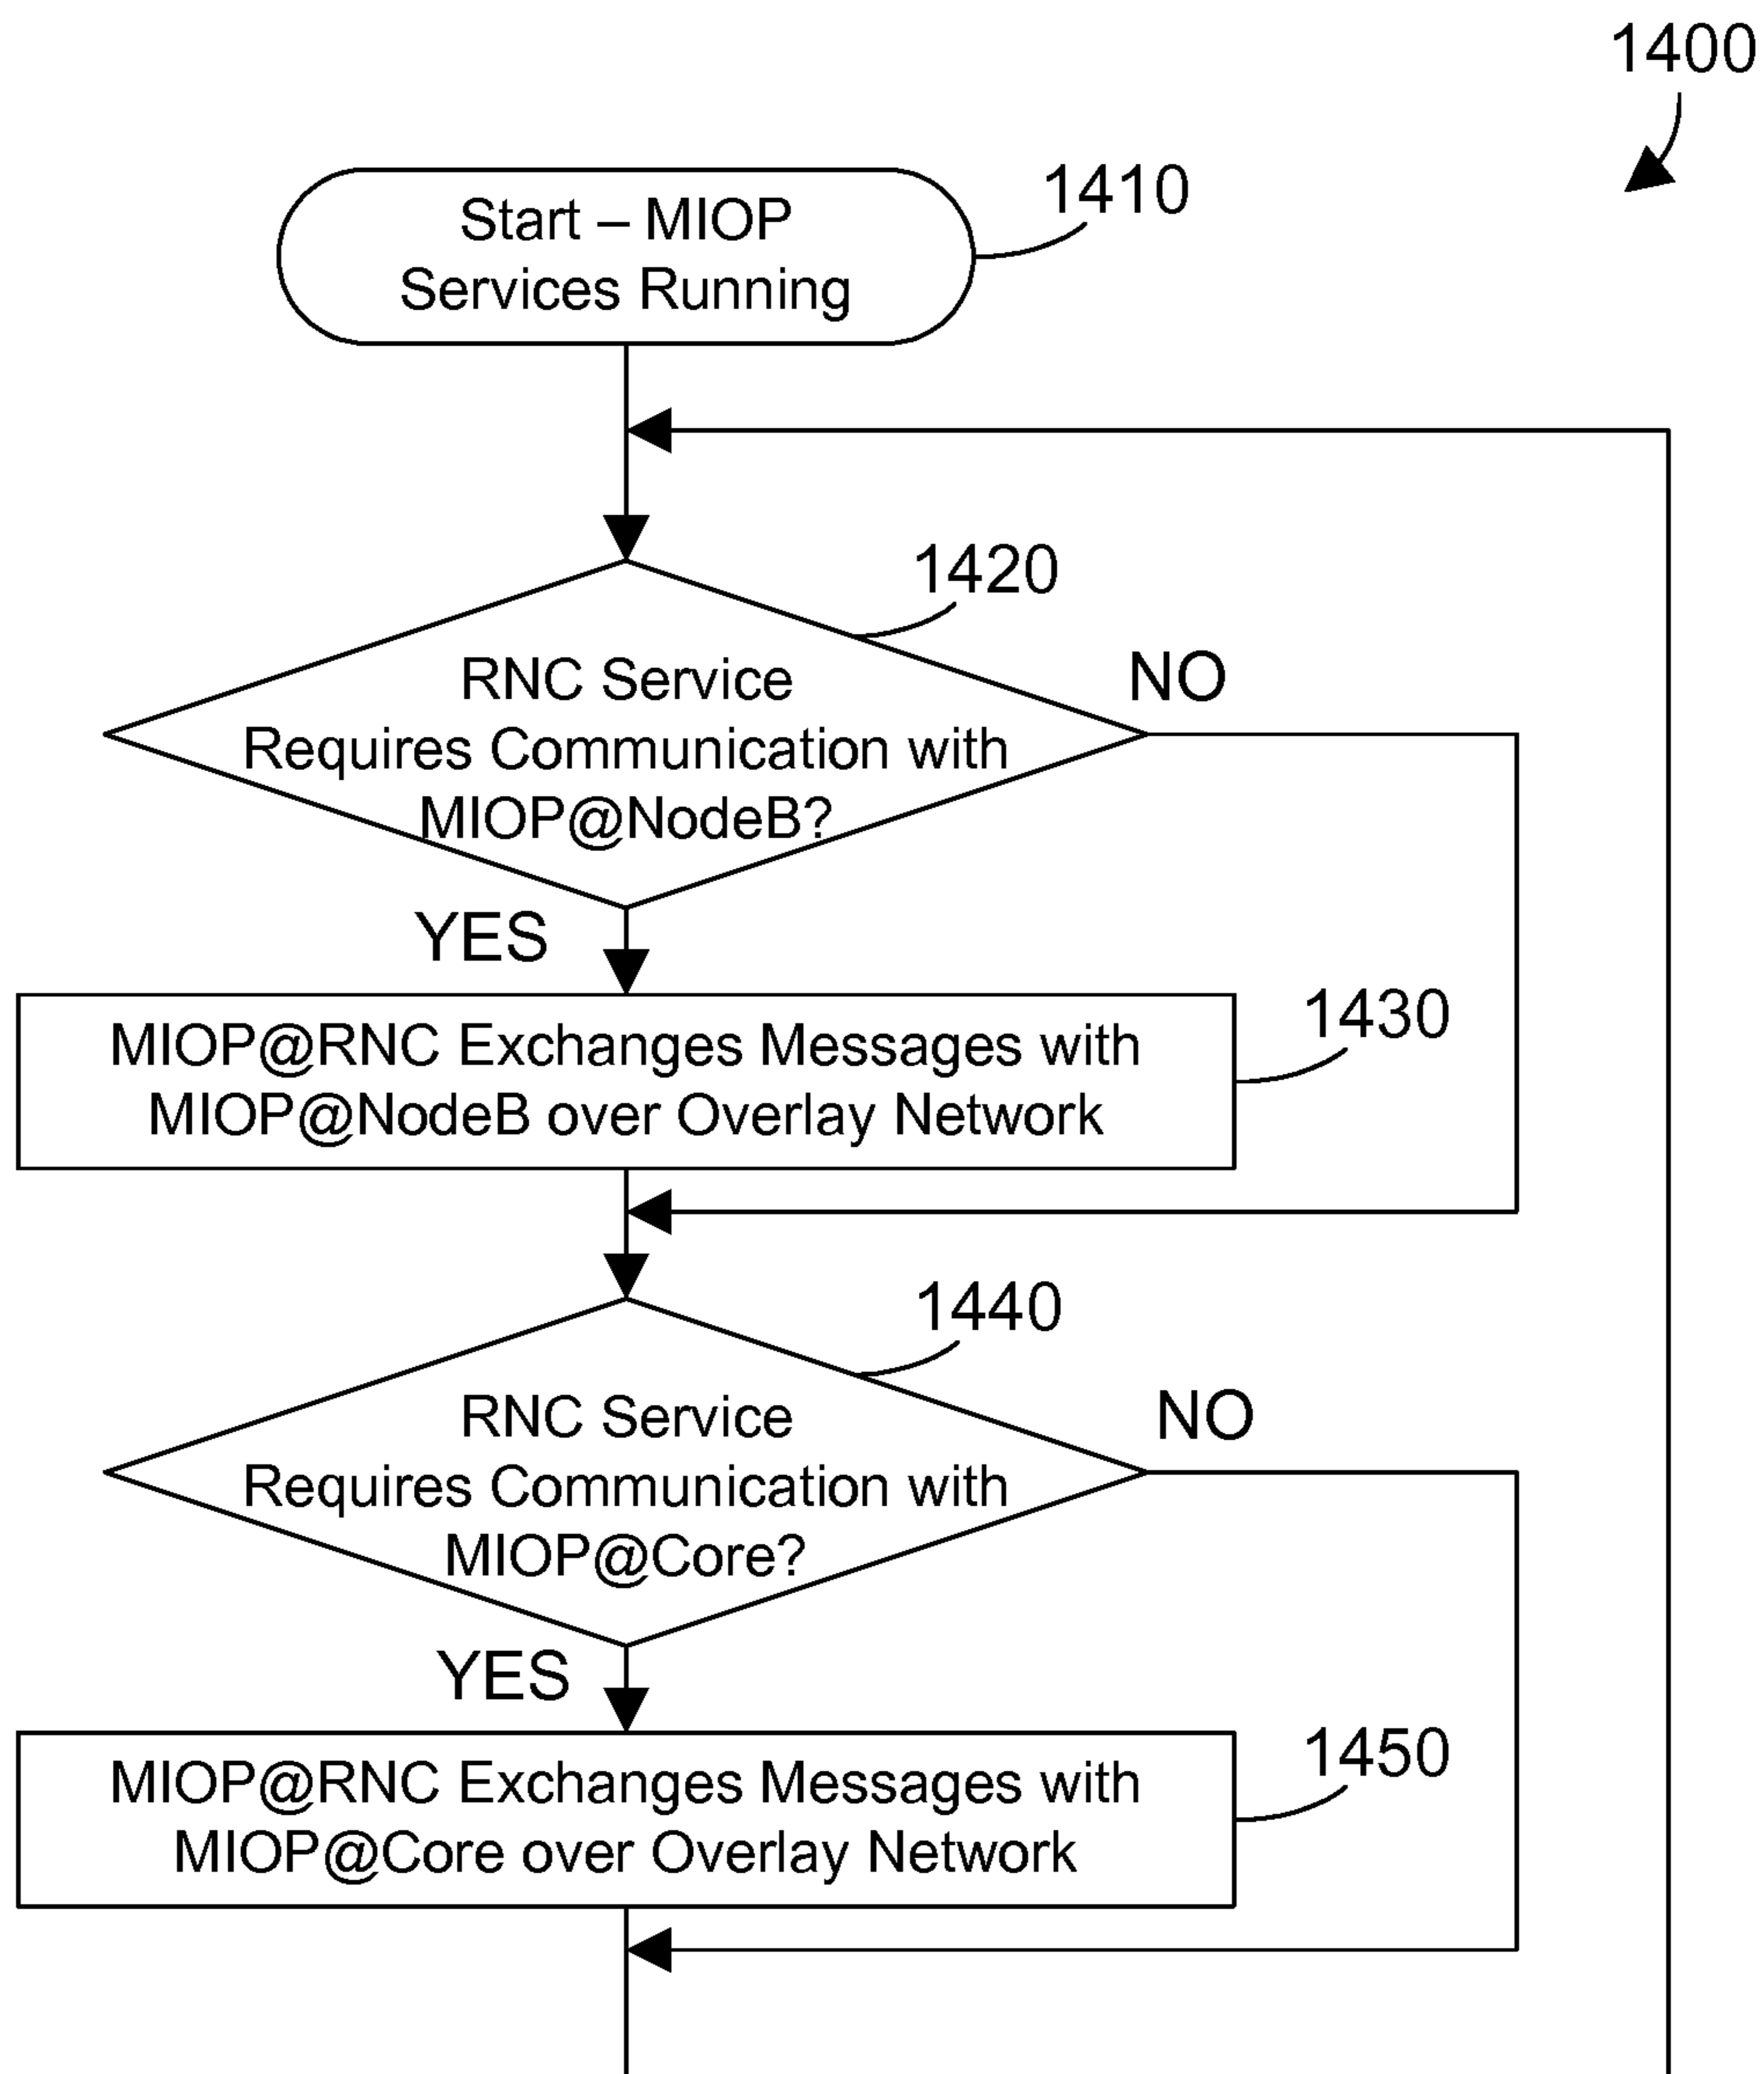 1400
Start – MIOP
Services Running
1410
1420
RNC Service
Requires Communication with
MIOP@NodeB?
NO
YES
1430
MIOP@RNC Exchanges Messages with
MIOP@NodeB over Overlay Network
1440
RNC Service
Requires Communication with
MIOP@Core?
NO
YES
1450
MIOP@RNC Exchanges Messages with
MIOP@Core over Overlay Network